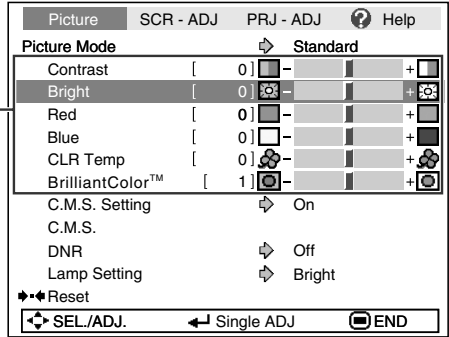 Picture SCR - ADJ PRJ - ADJ ? Help
Picture Mode Standard
Contrast [ 0 ] - +
Bright [ 0 ] - +
Red [ 0 ] - +
Blue [ 0 ] - +
CLR Temp [ 0 ] - +
BrilliantColor™ [ 1 ] - +
C.M.S. Setting On
C.M.S.
DNR Off
Lamp Setting Bright
Reset
SEL./ADJ. Single ADJ END